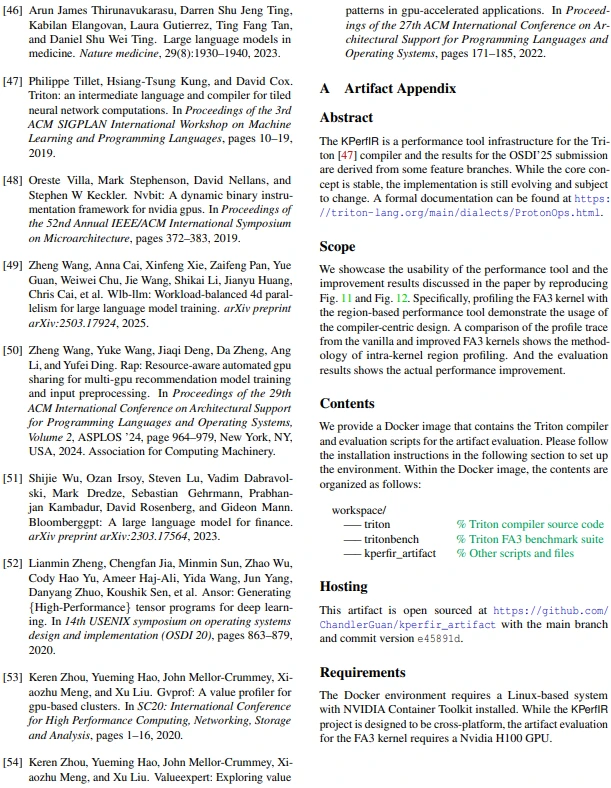 [46] Arun James Thirunavukarasu, Darren Shu Jeng Ting,
Kabilan Elangovan, Laura Gutierrez, Ting Fang Tan,
and Daniel Shu Wei Ting. Large language models in
medicine. Nature medicine, 29(8):1930–1940, 2023.
[47] Philippe Tillet, Hsiang-Tsung Kung, and David Cox.
Triton: an intermediate language and compiler for tiled
neural network computations. In Proceedings of the 3rd
ACM SIGPLAN International Workshop on Machine
Learning and Programming Languages, pages 10–19,
2019.
[48] Oreste Villa, Mark Stephenson, David Nellans, and
Stephen W Keckler. Nvbit: A dynamic binary instru-
mentation framework for nvidia gpus. In Proceedings of
the 52nd Annual IEEE/ACM International Symposium
on Microarchitecture, pages 372–383, 2019.
[49] Zheng Wang, Anna Cai, Xinfeng Xie, Zaifeng Pan, Yue
Guan, Weiwei Chu, Jie Wang, Shikai Li, Jianyu Huang,
Chris Cai, et al. Wlb-llm: Workload-balanced 4d paral-
lelism for large language model training. arXiv preprint
arXiv:2503.17924, 2025.
[50] Zheng Wang, Yuke Wang, Jiaqi Deng, Da Zheng, Ang
Li, and Yufei Ding. Rap: Resource-aware automated gpu
sharing for multi-gpu recommendation model training
and input preprocessing. In Proceedings of the 29th
ACM International Conference on Architectural Support
for Programming Languages and Operating Systems,
Volume 2, ASPLOS '24, page 964–979, New York, NY,
USA, 2024. Association for Computing Machinery.
[51] Shijie Wu, Ozan Irsoy, Steven Lu, Vadim Dabravol-
ski, Mark Dredze, Sebastian Gehrmann, Prabhan-
jan Kambadur, David Rosenberg, and Gideon Mann.
Bloomberggpt: A large language model for finance.
arXiv preprint arXiv:2303.17564, 2023.
[52] Lianmin Zheng, Chengfan Jia, Minmin Sun, Zhao Wu,
Cody Hao Yu, Ameer Haj-Ali, Yida Wang, Jun Yang,
Danyang Zhuo, Koushik Sen, et al. Ansor: Generating
{High-Performance} tensor programs for deep learn-
ing. In 14th USENIX symposium on operating systems
design and implementation (OSDI 20), pages 863–879,
2020.
[53] Keren Zhou, Yueming Hao, John Mellor-Crummey, Xi-
aozhu Meng, and Xu Liu. Gvprof: A value profiler for
gpu-based clusters. In SC20: International Conference
for High Performance Computing, Networking, Storage
and Analysis, pages 1–16, 2020.
[54] Keren Zhou, Yueming Hao, John Mellor-Crummey, Xi-
aozhu Meng, and Xu Liu. Valueexpert: Exploring value
patterns in gpu-accelerated applications. In Proceed-
ings of the 27th ACM International Conference on Ar-
chitectural Support for Programming Languages and
Operating Systems, pages 171–185, 2022.
A Artifact Appendix
Abstract
The KPerfIR is a performance tool infrastructure for the Tri-
ton [47] compiler and the results for the OSDI'25 submission
are derived from some feature branches. While the core con-
cept is stable, the implementation is still evolving and subject
to change. A formal documentation can be found at https:
//triton-lang.org/main/dialects/ProtonOps.html.
Scope
We showcase the usability of the performance tool and the
improvement results discussed in the paper by reproducing
Fig. 11 and Fig. 12. Specifically, profiling the FA3 kernel with
the region-based performance tool demonstrate the usage of
the compiler-centric design. A comparison of the profile trace
from the vanilla and improved FA3 kernels shows the method-
ology of intra-kernel region profiling. And the evaluation
results shows the actual performance improvement.
Contents
We provide a Docker image that contains the Triton compiler
and evaluation scripts for the artifact evaluation. Please follow
the installation instructions in the following section to set up
the environment. Within the Docker image, the contents are
organized as follows:
workspace/
—— triton % Triton compiler source code
—— tritonbench % Triton FA3 benchmark suite
—— kperfir_artifact % Other scripts and files
Hosting
This artifact is open sourced at https://github.com/
ChandlerGuan/kperfir_artifact with the main branch
and commit version e45891d.
Requirements
The Docker environment requires a Linux-based system
with NVIDIA Container Toolkit installed. While the KPerfIR
project is designed to be cross-platform, the artifact evaluation
for the FA3 kernel requires a Nvidia H100 GPU.